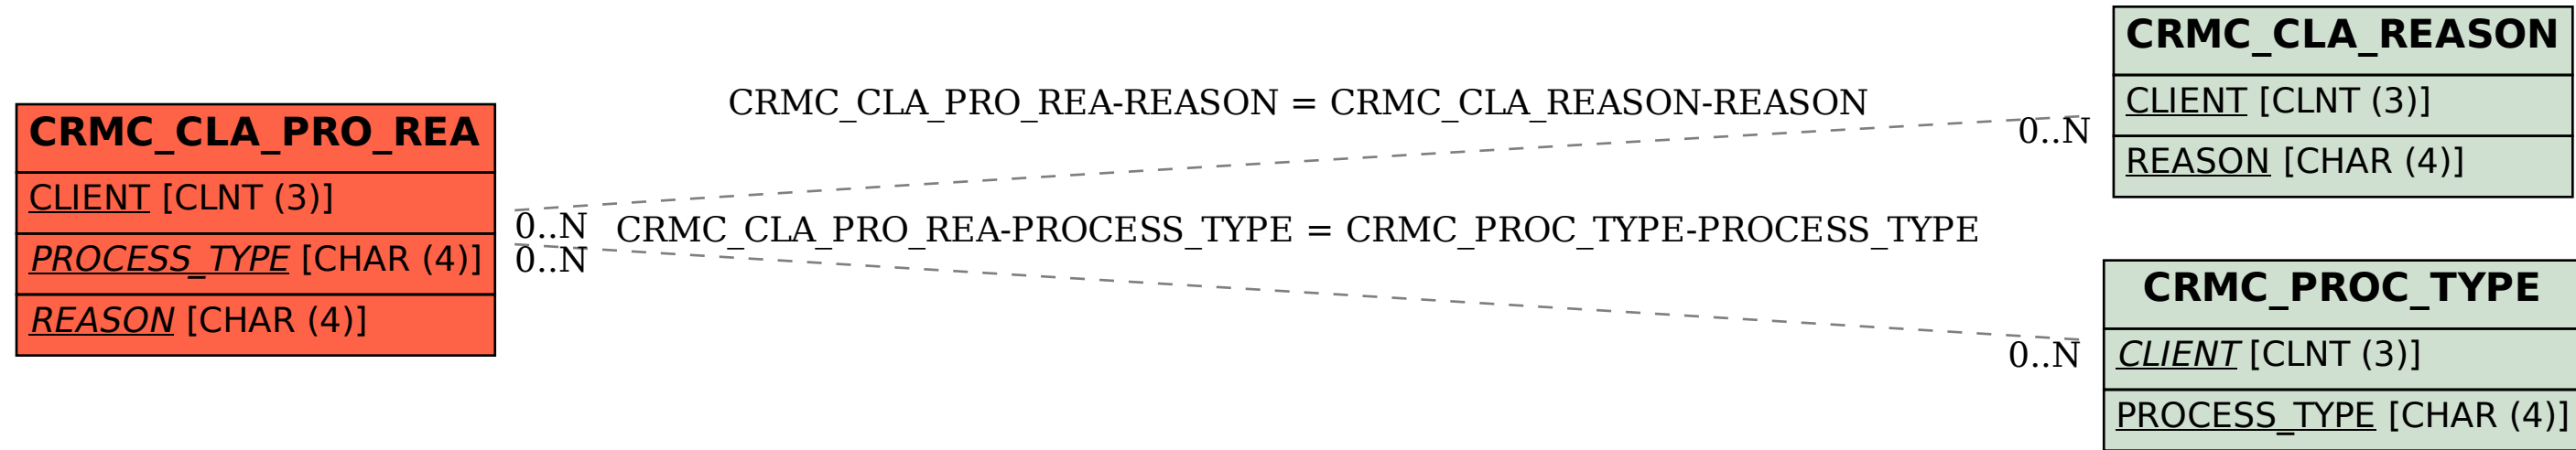 CRMC_CLA_PRO_REA
CLIENT [CLNT (3)]
PROCESS_TYPE [CHAR (4)]
REASON [CHAR (4)]
CRMC_CLA_PRO_REA-REASON = CRMC_CLA_REASON-REASON
0..N
0..N
CRMC_CLA_PRO_REA-PROCESS_TYPE = CRMC_PROC_TYPE-PROCESS_TYPE
0..N
0..N
CRMC_CLA_REASON
CLIENT [CLNT (3)]
REASON [CHAR (4)]
CRMC_PROC_TYPE
CLIENT [CLNT (3)]
PROCESS_TYPE [CHAR (4)]